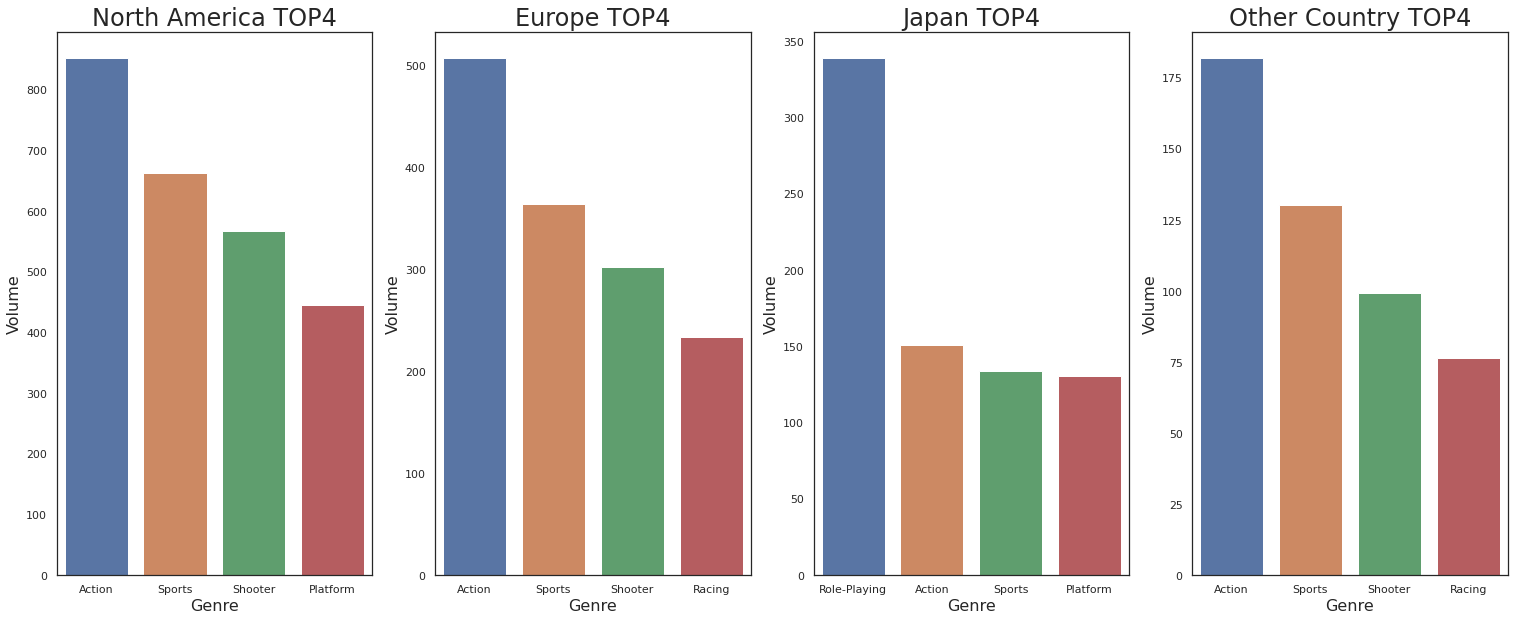 North America TOP4
800
700
600
500
400
300
200
100
0
Volume
Action Sports Shooter Platform
Genre
Europe TOP4
500
400
300
200
100
0
Volume
Action Sports Shooter Racing
Genre
Japan TOP4
350
300
250
200
150
100
50
0
Volume
Role-Playing Action Sports Platform
Genre
Other Country TOP4
175
150
125
100
75
50
25
0
Volume
Action Sports Shooter Racing
Genre